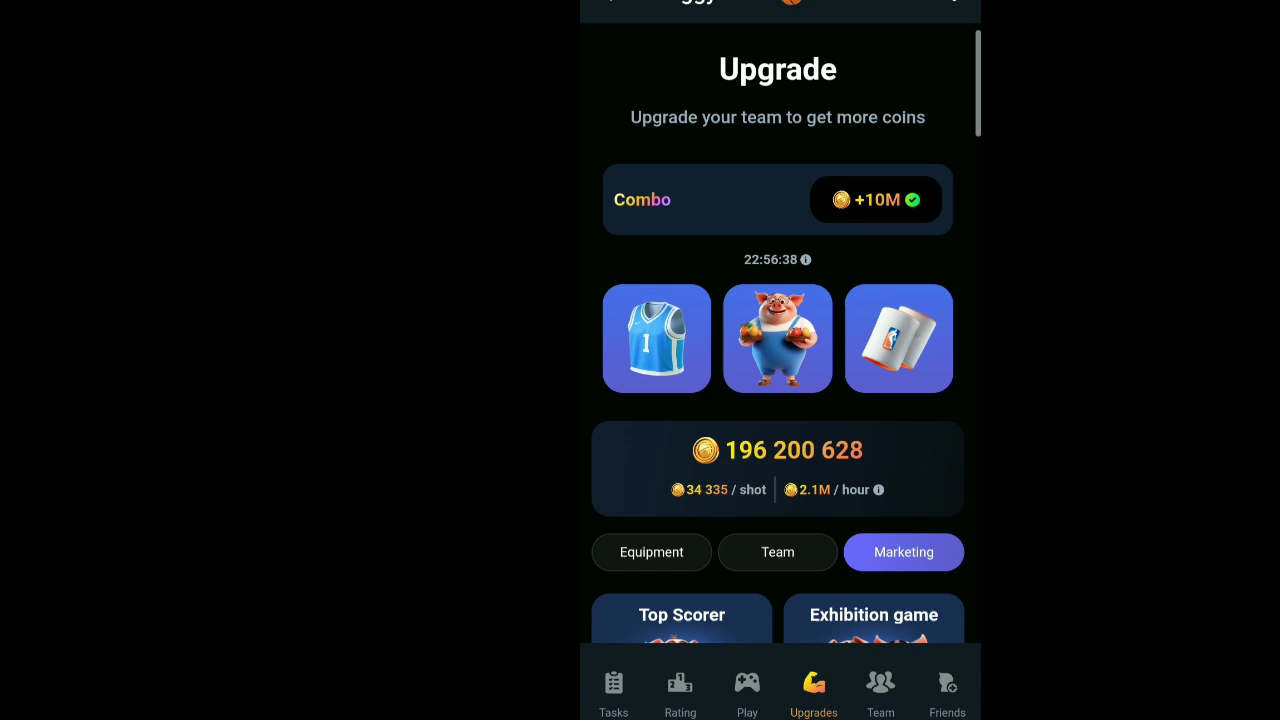 Upgrade
Upgrade your team to get more coins
Combo
+10M
22:56:38
1
196 200 628
34 335 / shot
2.1M / hour
Equipment
Team
Marketing
Top Scorer
Exhibition game
Tasks
Rating
Play
Upgrades
Team
Friends